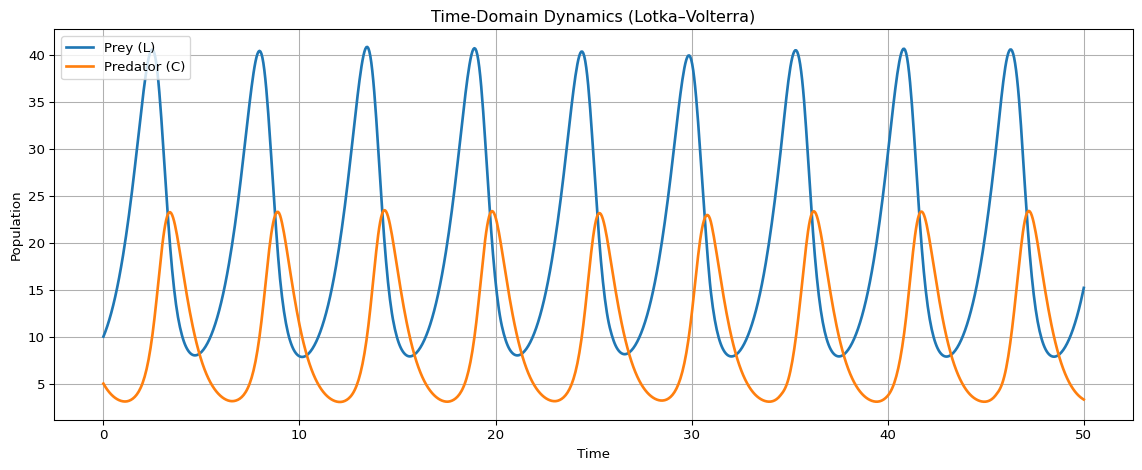 Time-Domain Dynamics (Lotka–Volterra)
Prey (L)
Predator (C)
Population
40
35
30
25
20
15
10
5
0
10
20
30
40
50
Time